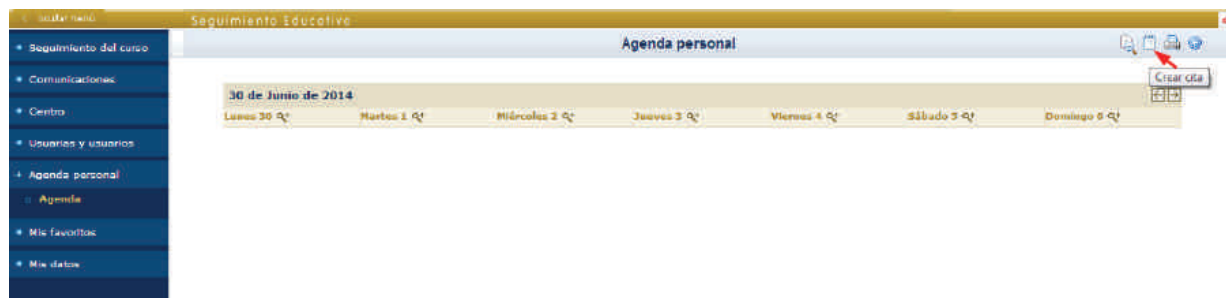 Ocultar menú
Seguimiento Educativo
Seguimiento del curso
Agenda personal
Comunicaciones
Crear cita
30 de Junio de 2014
Centro
Lunes 30 Martes 1 Miércoles 2 Jueves 3 Viernes 4 Sábado 5 Domingo 6
Usuarias y usuarios
Agenda personal
Agenda
Mis favoritos
Mis datos